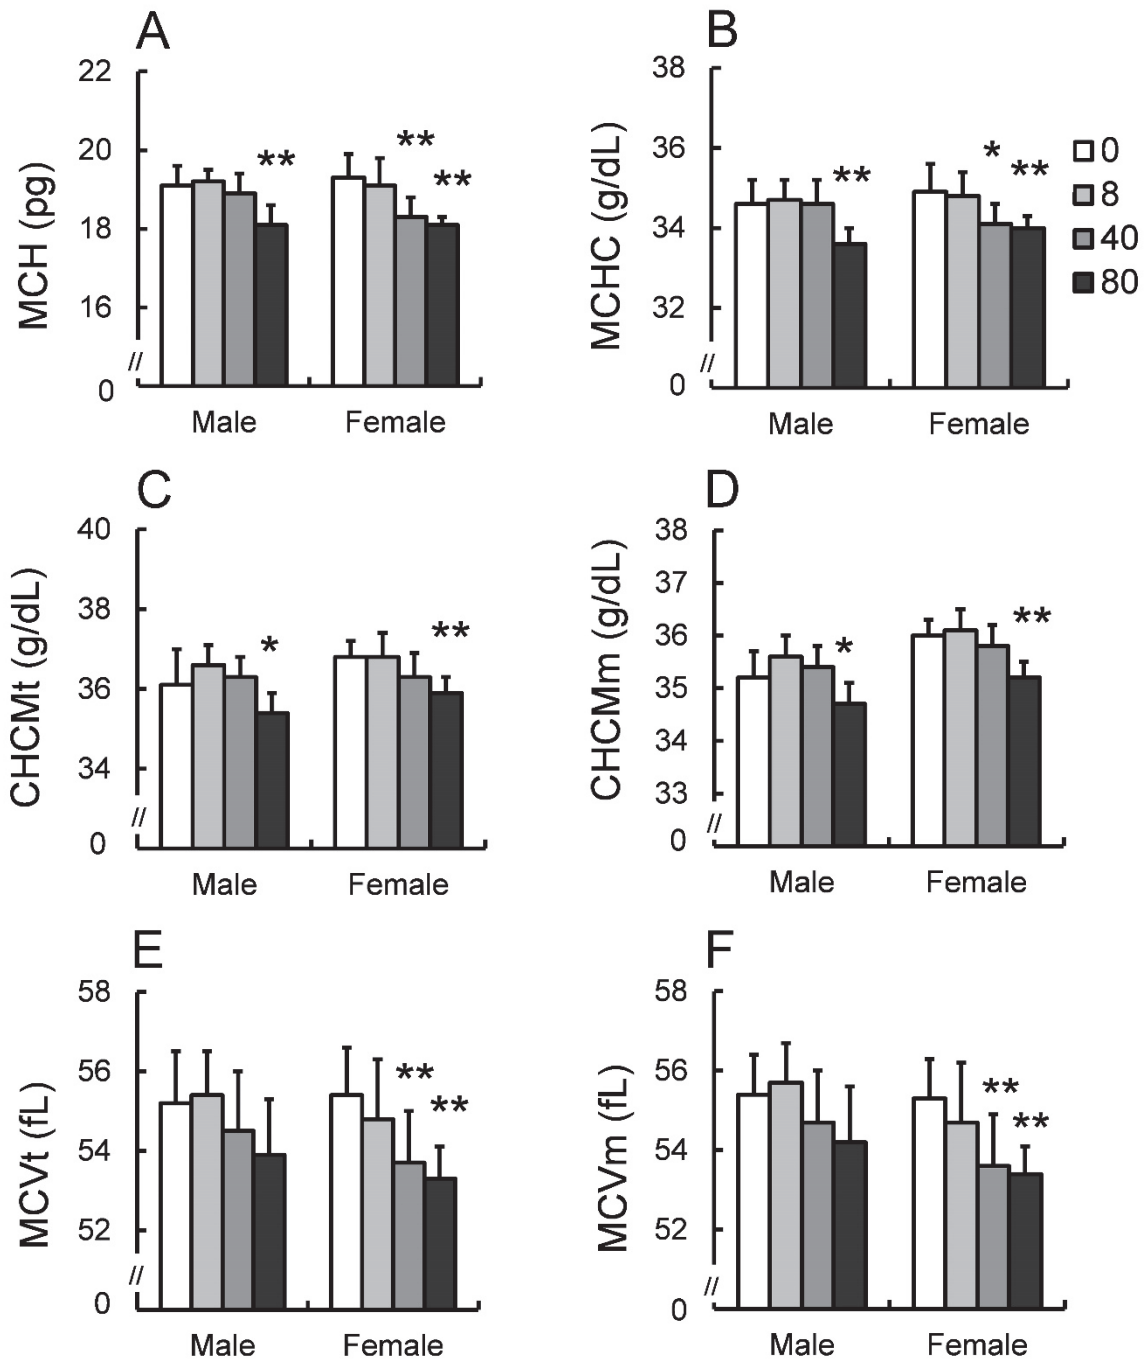 A
MCH (pg)
22
20
18
16
//
0
** ** **
Male Female
B
MCHC (g/dL)
38
36
34
32
//
0
** * **
Male Female
0
8
40
80
C
CHCMt (g/dL)
40
38
36
34
//
0
* **
Male Female
D
CHCMm (g/dL)
38
37
36
35
34
33
//
0
* **
Male Female
E
MCVt (fL)
58
56
54
52
//
0
** **
Male Female
F
MCVm (fL)
58
56
54
52
//
0
** **
Male Female